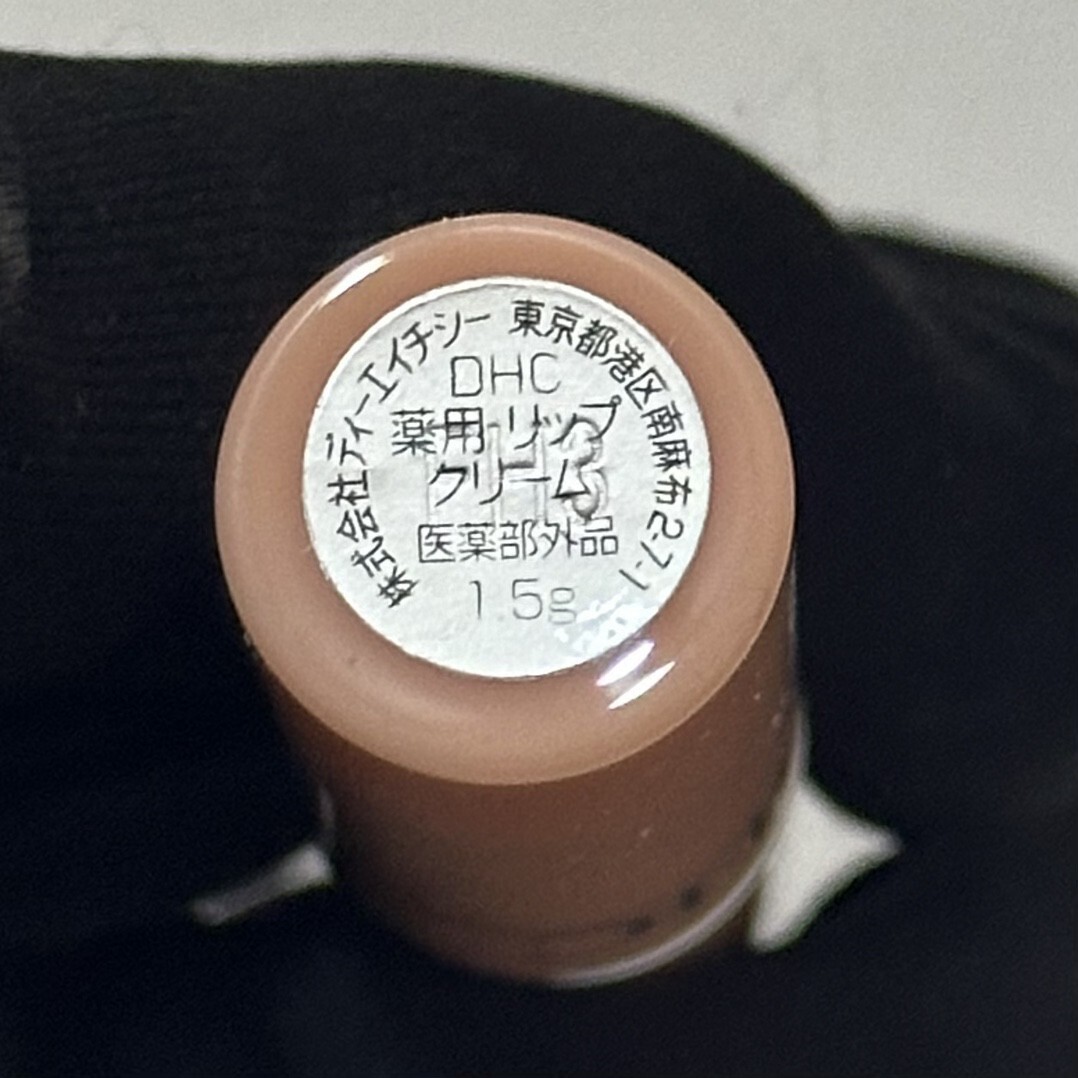 株式会社ディーエイチシー 東京都港区南麻布2-7-1
DHC
薬用リップ
クリーム
医薬部外品
1.5g